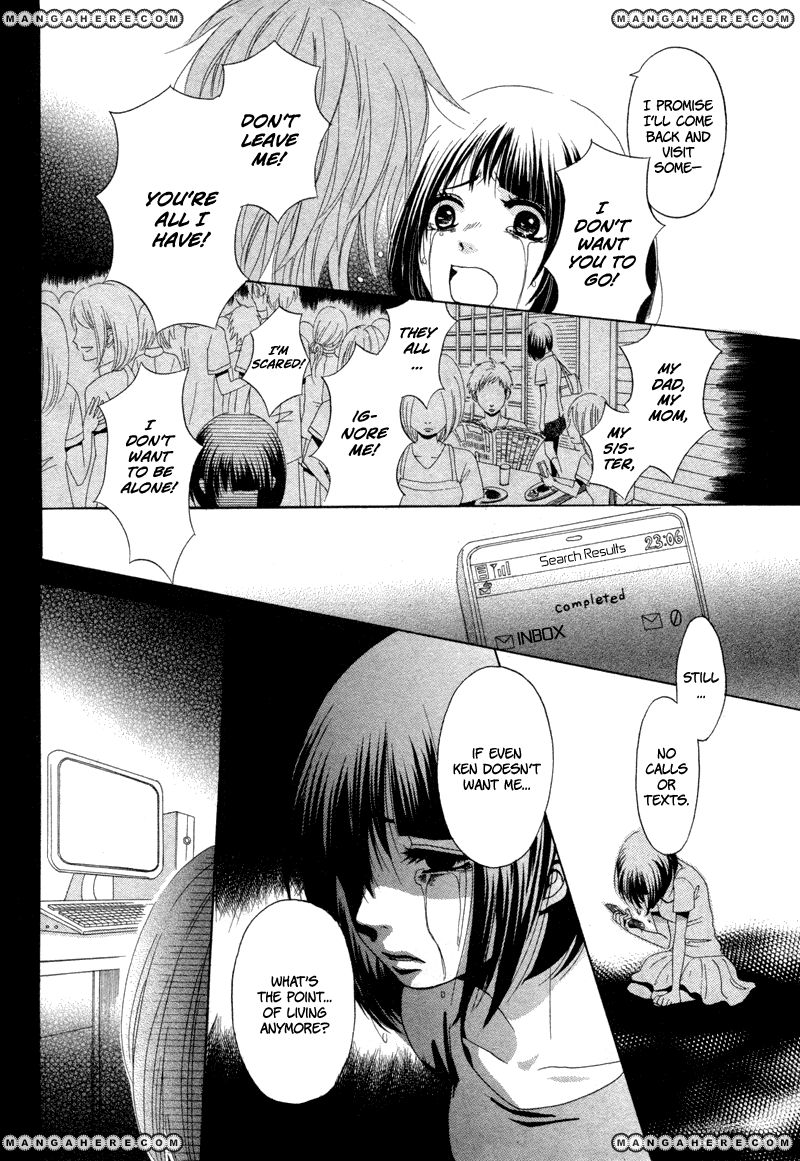 MANGAHERE.COM
MANGAHERE.COM
I PROMISE
I'LL COME
BACK AND
VISIT
SOME-
I
DON'T
WANT
YOU TO
GO!
DON'T
LEAVE
ME!
YOU'RE
ALL I
HAVE!
MY
DAD,
MY
MOM,
MY
SIS-
TER,
THEY
ALL
...
IG-
NORE
ME!
I'M
SCARED!
I
DON'T
WANT
TO BE
ALONE!
23:06
Search Results
completed
INBOX 0
STILL
...
NO
CALLS
OR
TEXTS.
IF EVEN
KEN DOESN'T
WANT ME...
WHAT'S
THE POINT...
OF LIVING
ANYMORE?
MANGAHERE.COM
MANGAHERE.COM